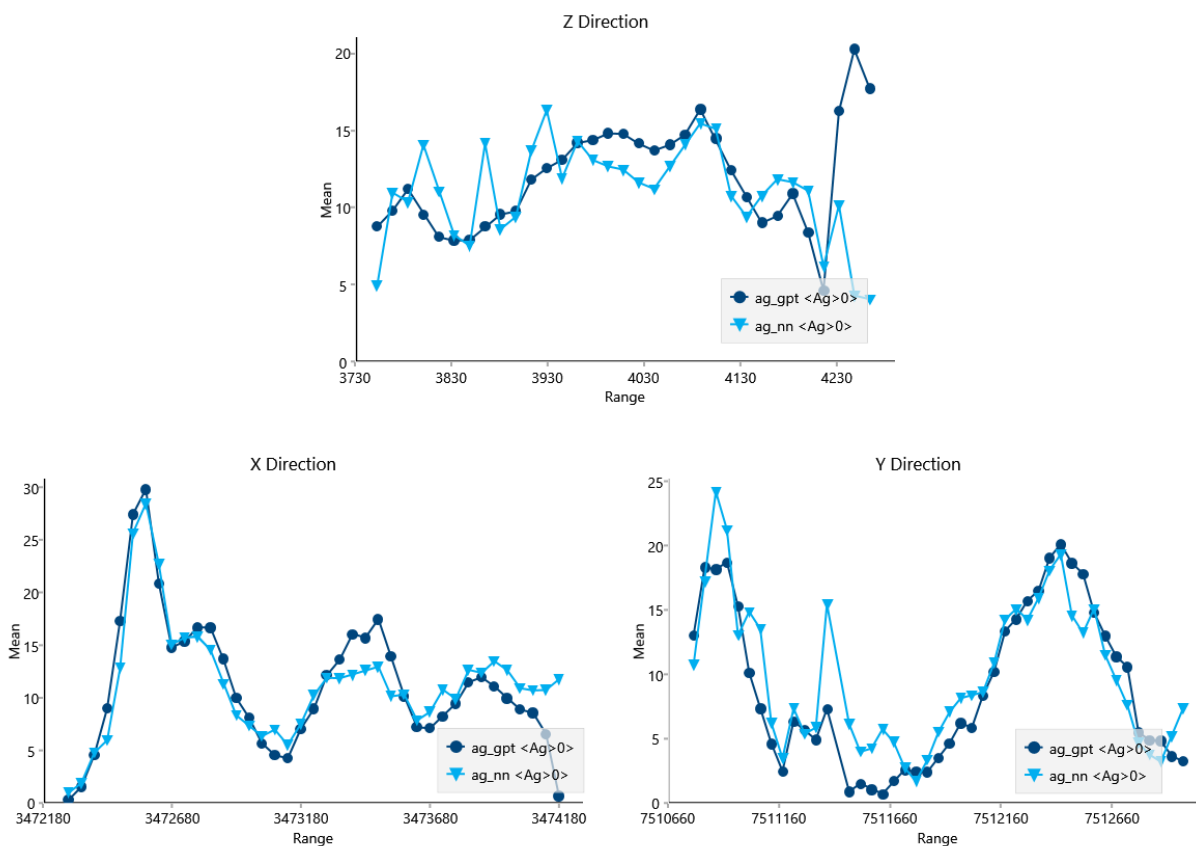 Z Direction
20
15
10
5
0
Mean
3730 3830 3930 4030 4130 4230
Range
ag_gpt <Ag>0>
ag_nn <Ag>0>
X Direction
30
25
20
15
10
5
0
Mean
3472180 3472680 3473180 3473680 3474180
Range
ag_gpt <Ag>0>
ag_nn <Ag>0>
Y Direction
25
20
15
10
5
0
Mean
7510660 7511160 7511660 7512160 7512660
Range
ag_gpt <Ag>0>
ag_nn <Ag>0>